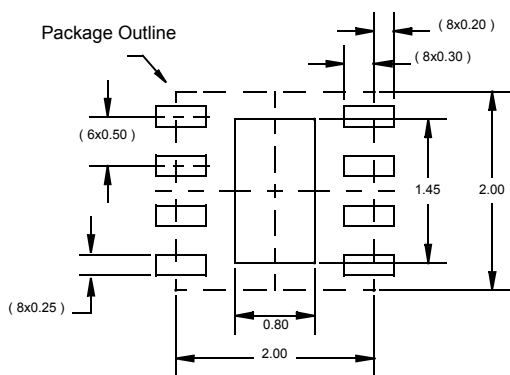 ( 8x0.20 )
Package Outline
( 8x0.30 )
( 6x0.50 )
1.45
2.00
( 8x0.25 )
0.80
2.00